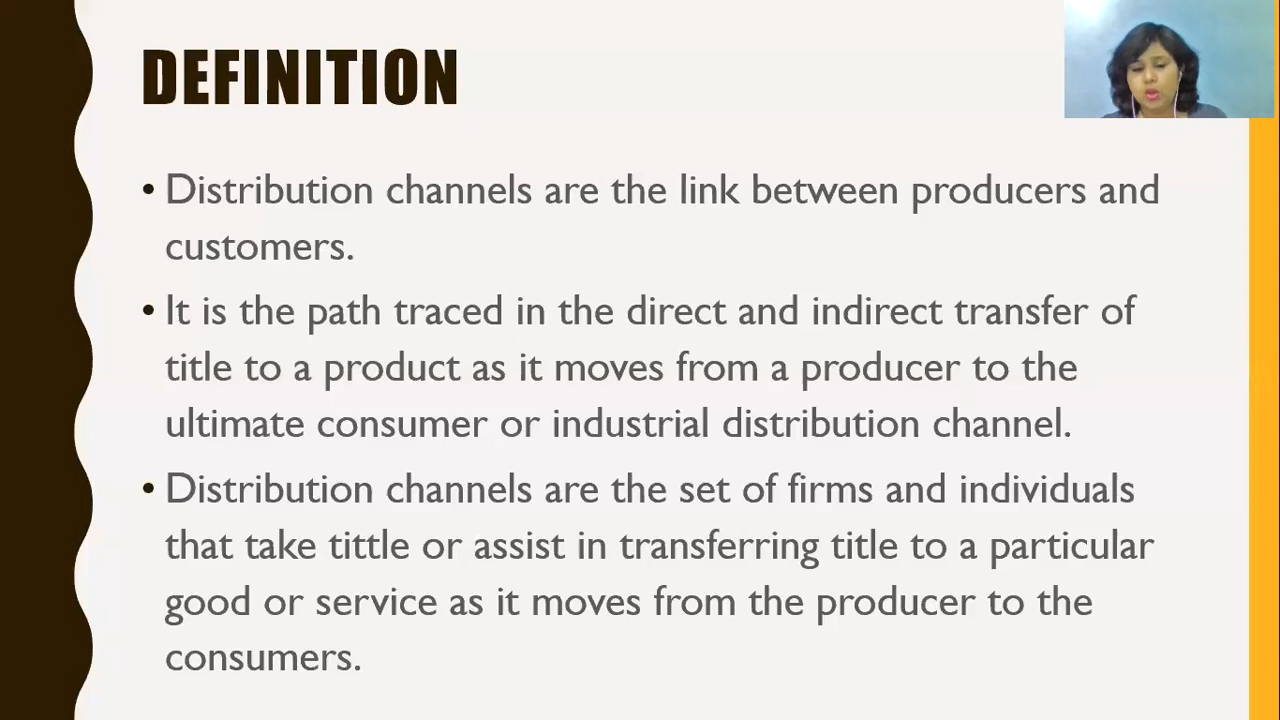 DEFINITION
• Distribution channels are the link between producers and
customers.
• It is the path traced in the direct and indirect transfer of
title to a product as it moves from a producer to the
ultimate consumer or industrial distribution channel.
• Distribution channels are the set of firms and individuals
that take tittle or assist in transferring title to a particular
good or service as it moves from the producer to the
consumers.